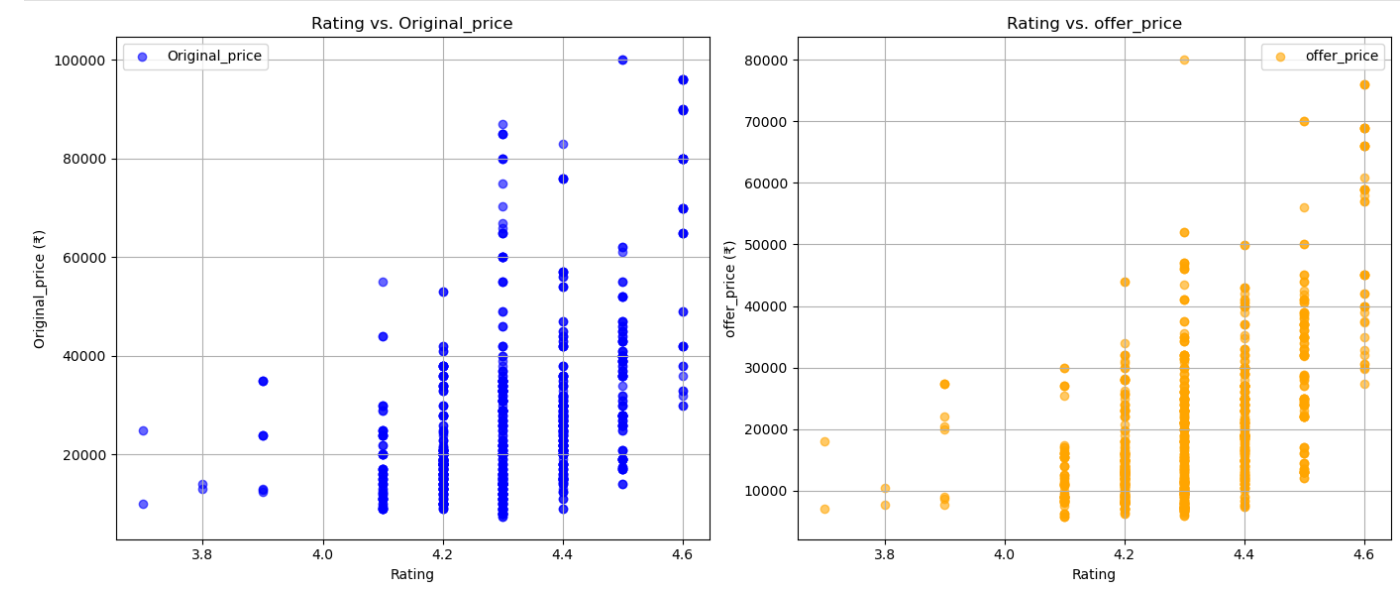 Rating vs. Original_price
Original_price
100000
80000
60000
40000
20000
Original_price (₹)
3.8
4.0
4.2
4.4
4.6
Rating
Rating vs. offer_price
offer_price
80000
70000
60000
50000
40000
30000
20000
10000
offer_price (₹)
3.8
4.0
4.2
4.4
4.6
Rating